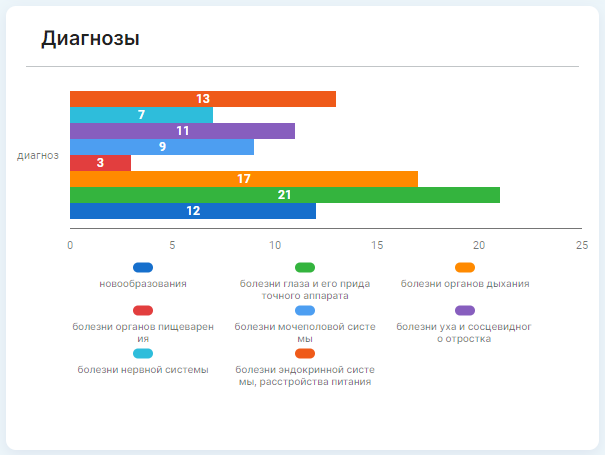 Диагнозы
13
7
11
9
диагноз
3
17
21
12
0 5 10 15 20 25
новообразования
болезни глаза и его прида
точного аппарата
болезни органов дыхания
болезни органов пищеварен
ия
болезни мочеполовой систе
мы
болезни уха и сосцевидног
о отростка
болезни нервной системы
болезни эндокринной систе
мы, расстройства питания